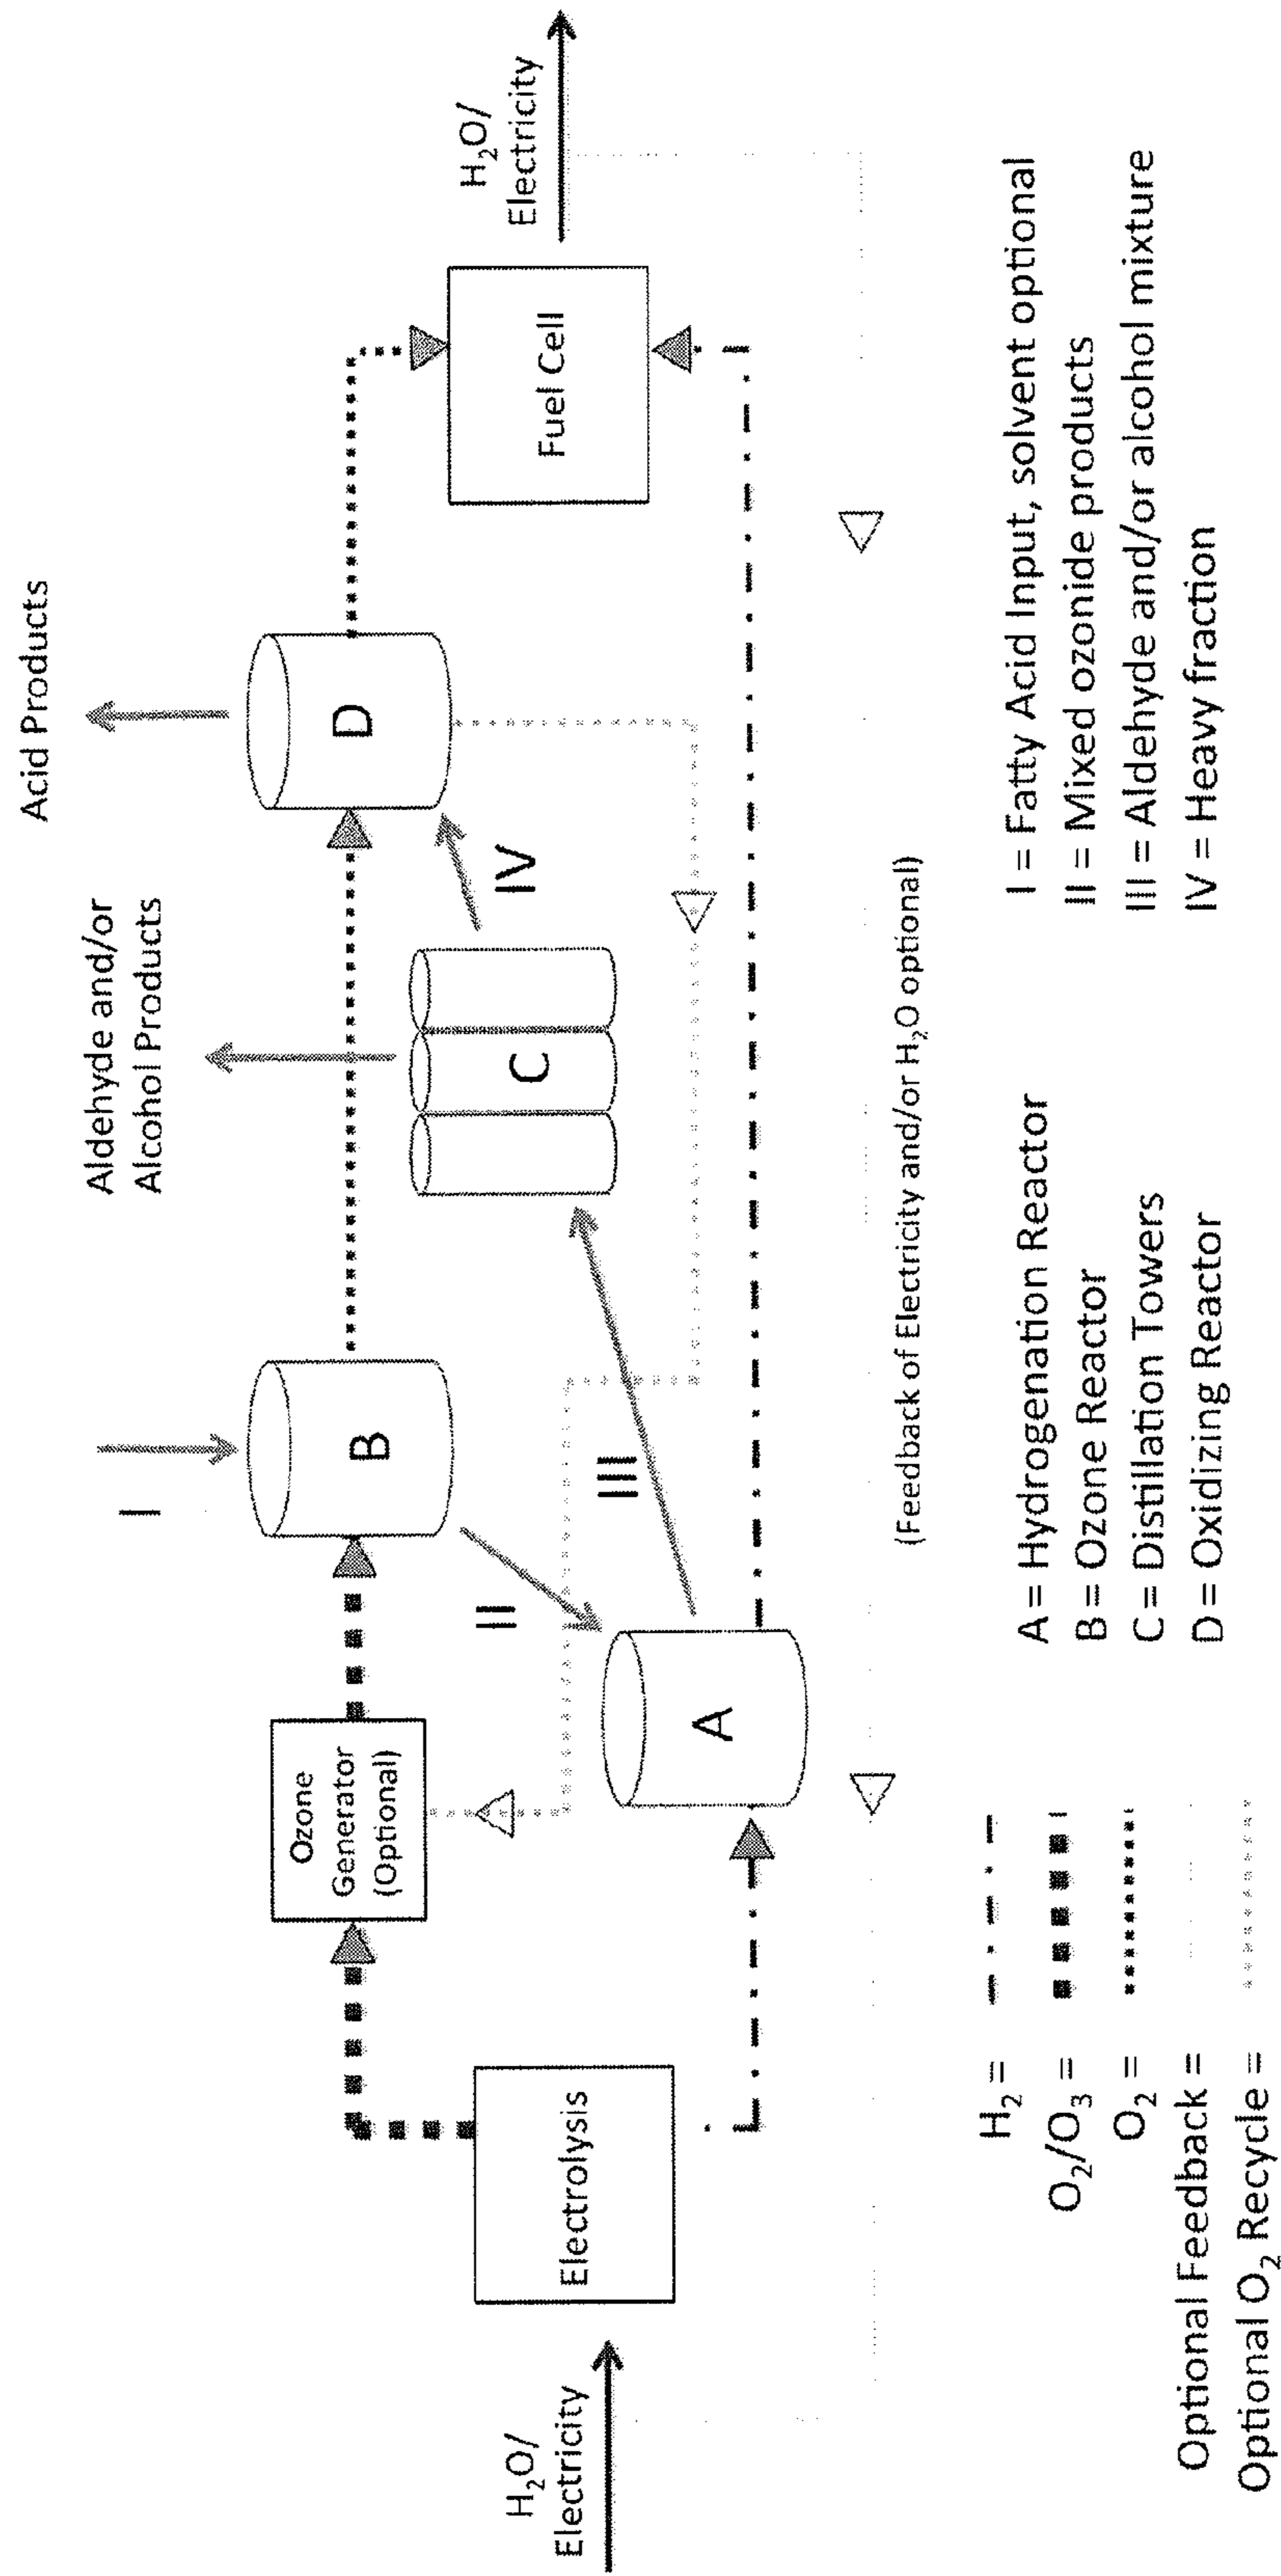 Acid Products
Aldehyde and/or
Alcohol Products
I
H₂O/
Electricity
Electrolysis
Ozone
Generator
(Optional)
B
D
II
A
III
C
IV
Fuel Cell
H₂O/
Electricity
(Feedback of Electricity and/or H₂O optional)
H₂ =
O₂/O₃ =
O₂ =
Optional Feedback =
Optional O₂ Recycle =
A = Hydrogenation Reactor
B = Ozone Reactor
C = Distillation Towers
D = Oxidizing Reactor
I = Fatty Acid Input, solvent optional
II = Mixed ozonide products
III = Aldehyde and/or alcohol mixture
IV = Heavy fraction